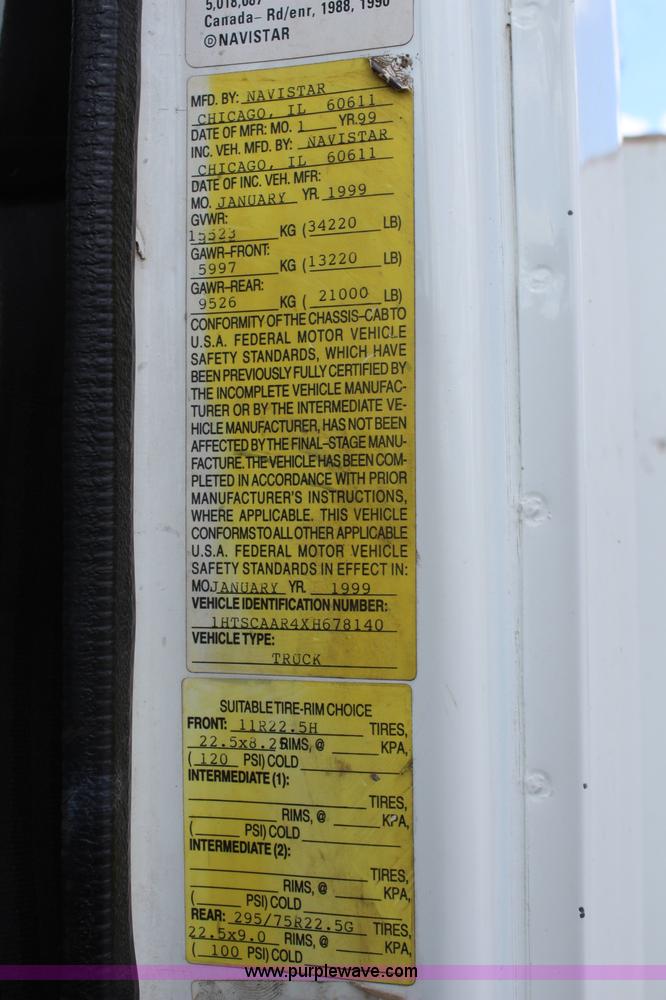 5,018,087
Canada– Rd/enr, 1988, 1990
©NAVISTAR
MFD. BY: NAVISTAR
CHICAGO, IL 60611
DATE OF MFR: MO. 1 YR.99
INC. VEH. MFD. BY: NAVISTAR
CHICAGO, IL 60611
DATE OF INC. VEH. MFR:
MO. JANUARY YR. 1999
GVWR:
15523 KG (34220 LB)
GAWR–FRONT:
5997 KG (13220 LB)
GAWR–REAR:
9526 KG ( 21000 LB)
CONFORMITY OF THE CHASSIS–CAB TO
U.S.A. FEDERAL MOTOR VEHICLE
SAFETY STANDARDS, WHICH HAVE
BEEN PREVIOUSLY FULLY CERTIFIED BY
THE INCOMPLETE VEHICLE MANUFAC-
TURER OR BY THE INTERMEDIATE VE-
HICLE MANUFACTURER, HAS NOT BEEN
AFFECTED BY THE FINAL–STAGE MANU-
FACTURE. THE VEHICLE HAS BEEN COM-
PLETED IN ACCORDANCE WITH PRIOR
MANUFACTURER'S INSTRUCTIONS,
WHERE APPLICABLE. THIS VEHICLE
CONFORMS TO ALL OTHER APPLICABLE
U.S.A. FEDERAL MOTOR VEHICLE
SAFETY STANDARDS IN EFFECT IN:
MO. JANUARY YR. 1999
VEHICLE IDENTIFICATION NUMBER:
1HTSCAAR4XH678140
VEHICLE TYPE:
TRUCK
SUITABLE TIRE-RIM CHOICE
FRONT: 11R22.5H TIRES,
22.5x8.25 RIMS, @ KPA,
( 120 PSI) COLD
INTERMEDIATE (1):
TIRES,
RIMS, @ KPA,
( PSI) COLD
INTERMEDIATE (2):
TIRES,
RIMS, @ KPA,
( PSI) COLD
REAR: 295/75R22.5G TIRES,
22.5x9.0 RIMS, @ KPA,
( 100 PSI) COLD
www.purplewave.com